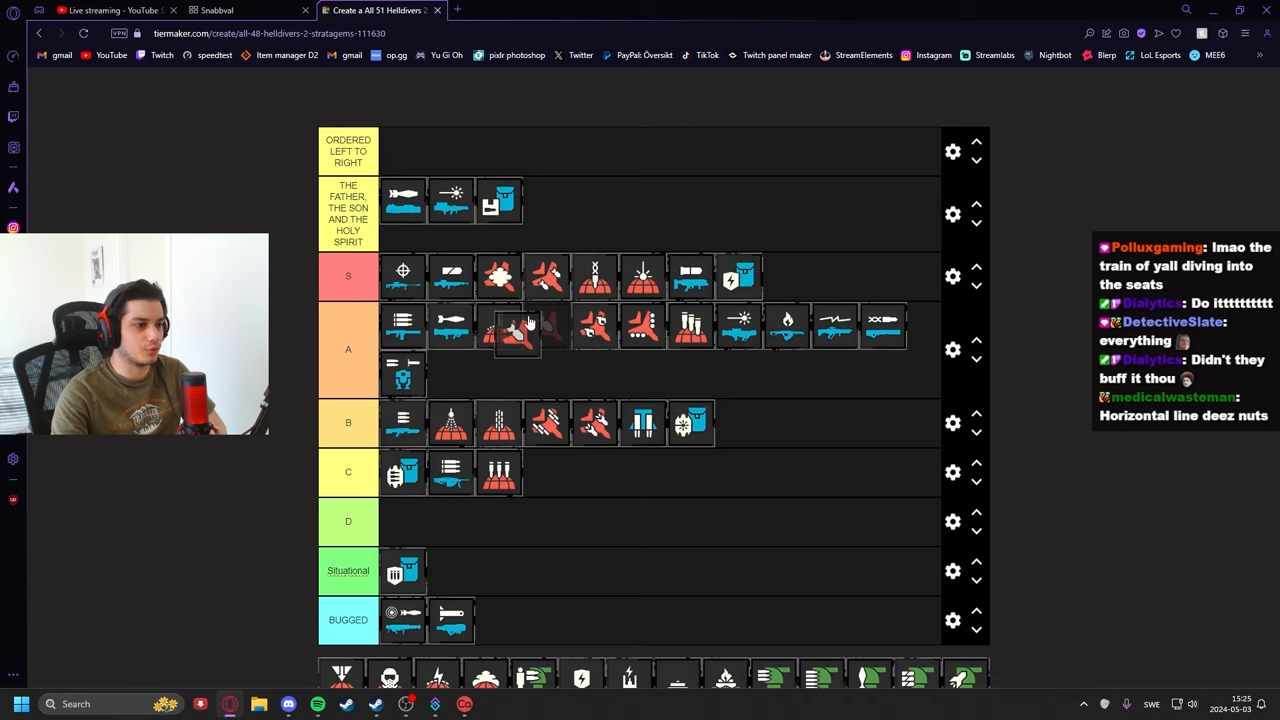 Live streaming - YouTube S
Snabbval
Create a All 51 Helldivers 2
VPN
tiermaker.com/create/all-48-helldivers-2-stratagems-111630
gmail
YouTube
Twitch
speedtest
Item manager D2
gmail
op.gg
Yu Gi Oh
pixlr photoshop
Twitter
PayPal: Översikt
TikTok
Twitch panel maker
StreamElements
Instagram
Streamlabs
Nightbot
Blerp
LoL Esports
MEE6
ORDERED
LEFT TO
RIGHT
THE
FATHER,
THE SON
AND THE
HOLY
SPIRIT
S
A
B
C
D
Situational
BUGGED
Polluxgaming: lmao the
train of yall diving into
the seats
Dialytics: Do itttttttttt
DetectiveSlate:
everything
Dialytics: Didn't they
buff it thou
medicalwasteman:
Horizontal line deez nuts
Search
SWE
15:25
2024-05-03